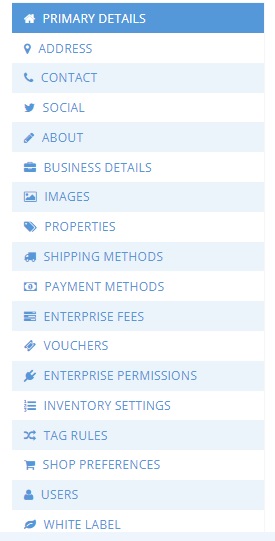 PRIMARY DETAILS
ADDRESS
CONTACT
SOCIAL
ABOUT
BUSINESS DETAILS
IMAGES
PROPERTIES
SHIPPING METHODS
PAYMENT METHODS
ENTERPRISE FEES
VOUCHERS
ENTERPRISE PERMISSIONS
INVENTORY SETTINGS
TAG RULES
SHOP PREFERENCES
USERS
WHITE LABEL